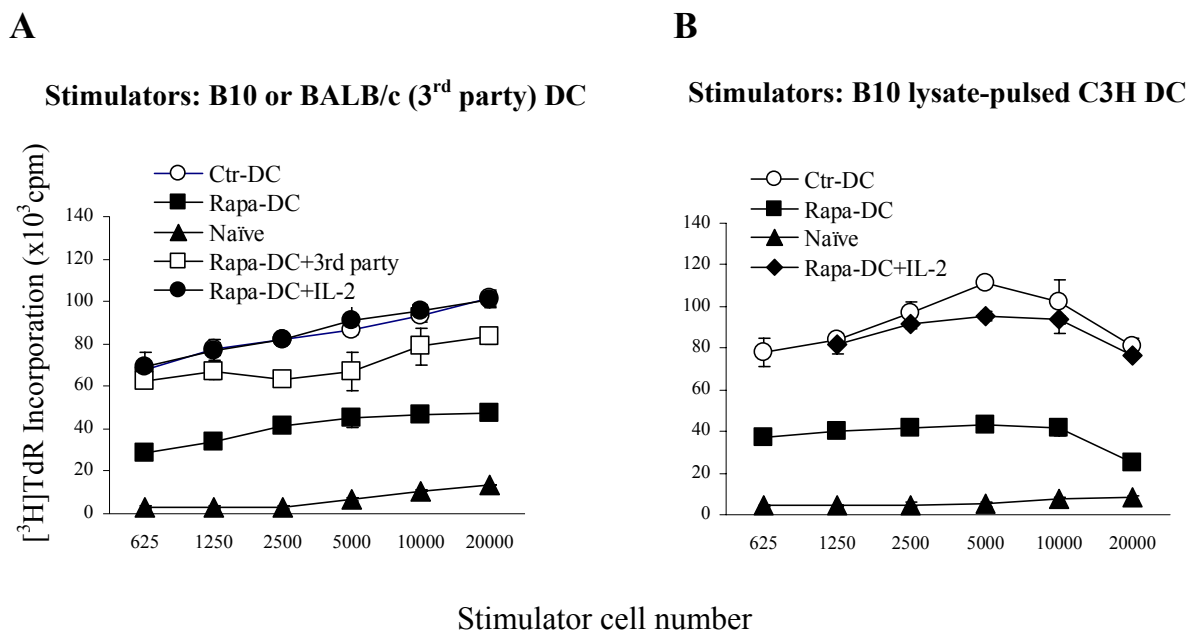 A
Stimulators: B10 or BALB/c (3rd party) DC
Ctr-DC
Rapa-DC
Naïve
Rapa-DC+3rd party
Rapa-DC+IL-2
[3H]TdR Incorporation (x103cpm)
140
120
100
80
60
40
20
0
625 1250 2500 5000 10000 20000
B
Stimulators: B10 lysate-pulsed C3H DC
Ctr-DC
Rapa-DC
Naïve
Rapa-DC+IL-2
140
120
100
80
60
40
20
0
625 1250 2500 5000 10000 20000
Stimulator cell number